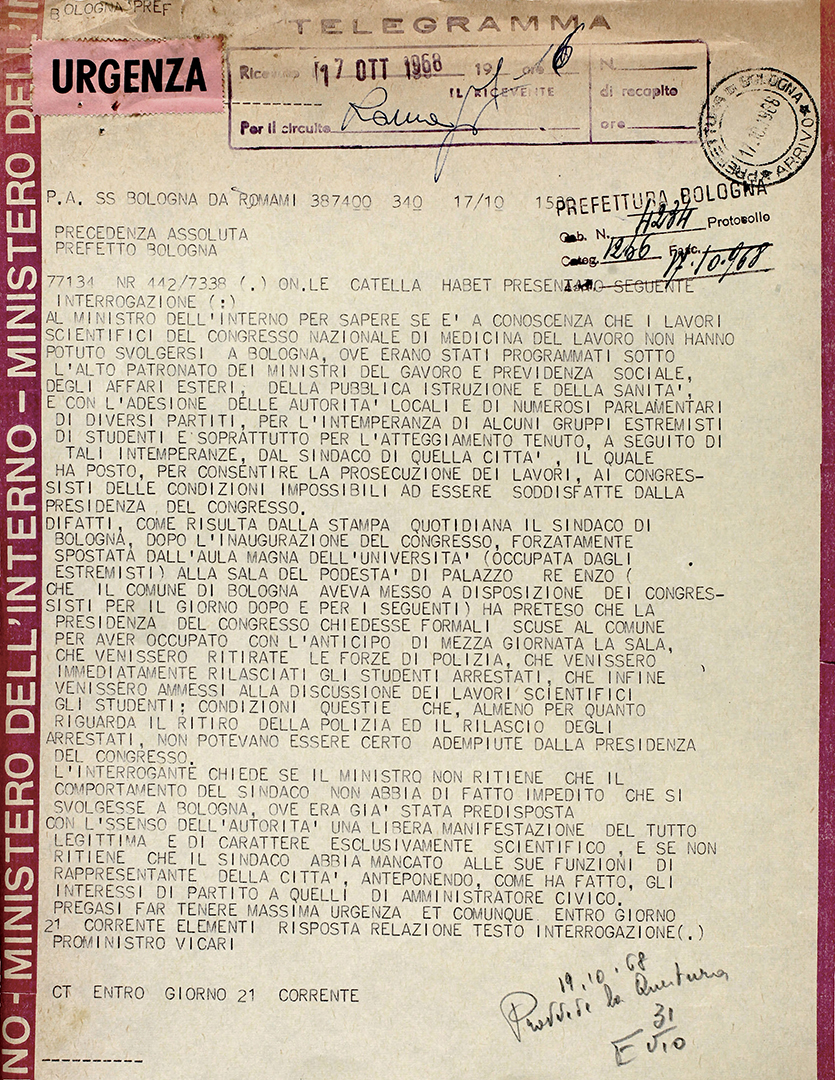 BOLOGNA PREF
TELEGRAMMA
URGENZA
Ricevuto il 17 OTT 1968 19 ore 16
IL RICEVENTE
Per il circuito
N.
di recapito
ore
PREFETTURA DI BOLOGNA
17.10.1968
ARRIVO
P.A. SS BOLOGNA DA ROMAMI 387400 340 17/10
PREFETTURA BOLOGNA
Gab. N. 4284 Protocollo
Categ. 1206 Fasc.
17.10.968
PRECEDENZA ASSOLUTA
PREFETTO BOLOGNA
77134 NR 442/7338 (.) ON.LE CATELLA HABET PRESENTATO SEGUENTE
INTERROGAZIONE (:)
AL MINISTRO DELL'INTERNO PER SAPERE SE E' A CONOSCENZA CHE I LAVORI
SCIENTIFICI DEL CONGRESSO NAZIONALE DI MEDICINA DEL LAVORO NON HANNO
POTUTO SVOLGERSI A BOLOGNA, OVE ERANO STATI PROGRAMMATI SOTTO
L'ALTO PATRONATO DEI MINISTRI DEL GAVORO E PREVIDENZA SOCIALE,
DEGLI AFFARI ESTERI, DELLA PUBBLICA ISTRUZIONE E DELLA SANITA',
E CON L'ADESIONE DELLE AUTORITA' LOCALI E DI NUMEROSI PARLAMENTARI
DI DIVERSI PARTITI, PER L'INTEMPERANZA DI ALCUNI GRUPPI ESTREMISTI
DI STUDENTI E SOPRATTUTTO PER L'ATTEGGIAMENTO TENUTO, A SEGUITO DI
TALI INTEMPERANZE, DAL SINDACO DI QUELLA CITTA', IL QUALE
HA POSTO, PER CONSENTIRE LA PROSECUZIONE DEI LAVORI, AI CONGRES-
SISTI DELLE CONDIZIONI IMPOSSIBILI AD ESSERE SODDISFATTE DALLA
PRESIDENZA DEL CONGRESSO.
DIFATTI, COME RISULTA DALLA STAMPA QUOTIDIANA IL SINDACO DI
BOLOGNA, DOPO L'INAUGURAZIONE DEL CONGRESSO, FORZATAMENTE
SPOSTATA DALL'AULA MAGNA DELL'UNIVERSITA' (OCCUPATA DAGLI
ESTREMISTI) ALLA SALA DEL PODESTA' DI PALAZZO RE ENZO (
CHE IL COMUNE DI BOLOGNA AVEVA MESSO A DISPOSIZIONE DEI CONGRES-
SISTI PER IL GIORNO DOPO E PER I SEGUENTI) HA PRETESO CHE LA
PRESIDENZA DEL CONGRESSO CHIEDESSE FORMALI SCUSE AL COMUNE
PER AVER OCCUPATO CON L'ANTICIPO DI MEZZA GIORNATA LA SALA,
CHE VENISSERO RITIRATE LE FORZE DI POLIZIA, CHE VENISSERO
IMMEDIATAMENTE RILASCIATI GLI STUDENTI ARRESTATI, CHE INFINE
VENISSERO AMMESSI ALLA DISCUSSIONE DEI LAVORI SCIENTIFICI
GLI STUDENTI: CONDIZIONI QUESTIE CHE, ALMENO PER QUANTO
RIGUARDA IL RITIRO DELLA POLIZIA ED IL RILASCIO DEGLI
ARRESTATI, NON POTEVANO ESSERE CERTO ADEMPIUTE DALLA PRESIDENZA
DEL CONGRESSO.
L'INTERROGANTE CHIEDE SE IL MINISTRO NON RITIENE CHE IL
COMPORTAMENTO DEL SINDACO NON ABBIA DI FATTO IMPEDITO CHE SI
SVOLGESSE A BOLOGNA, OVE ERA GIA' STATA PREDISPOSTA
CON L'SSENSO DELL'AUTORITA' UNA LIBERA MANIFESTAZIONE DEL TUTTO
LEGITTIMA E DI CARATTERE ESCLUSIVAMENTE SCIENTIFICO, E SE NON
RITIENE CHE IL SINDACO ABBIA MANCATO ALLE SUE FUNZIONI DI
RAPPRESENTANTE DELLA CITTA', ANTEPONENDO, COME HA FATTO, GLI
INTERESSI DI PARTITO A QUELLI DI AMMINISTRATORE CIVICO.
PREGASI FAR TENERE MASSIMA URGENZA ET COMUNQUE ENTRO GIORNO
21 CORRENTE ELEMENTI RISPOSTA RELAZIONE TESTO INTERROGAZIONE(.)
PROMINISTRO VICARI
CT ENTRO GIORNO 21 CORRENTE
19.10.68
la Questura
31
NO - MINISTERO DELL'INTERNO - MINISTERO DELL'I